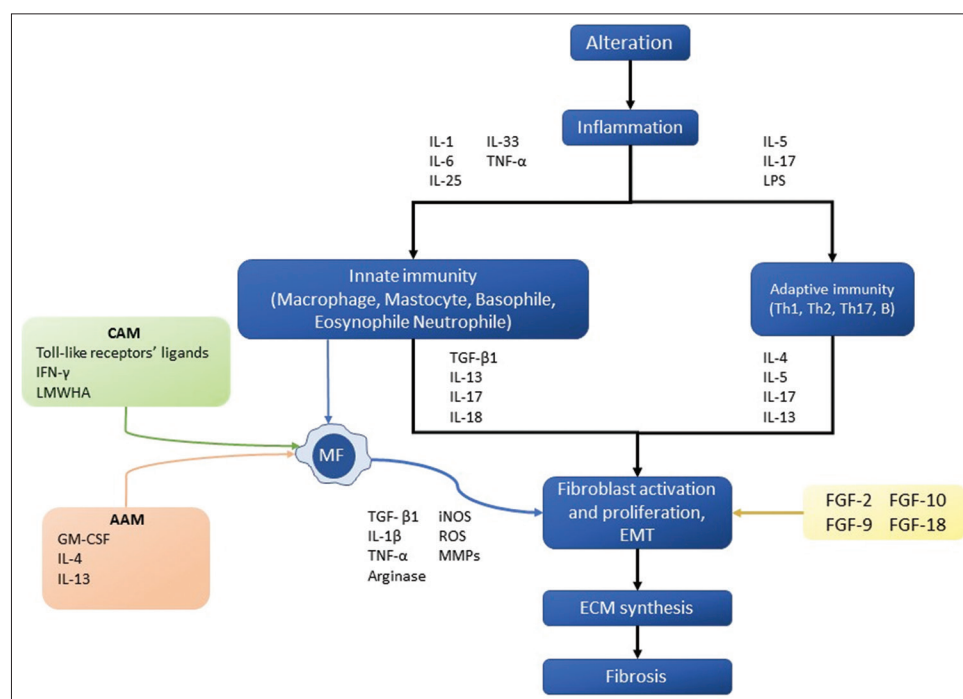 Alteration
Inflammation
IL-1 IL-33
IL-6 TNF-α
IL-25
IL-5
IL-17
LPS
Innate immunity
(Macrophage, Mastocyte, Basophile,
Eosynophile Neutrophile)
Adaptive immunity
(Th1, Th2, Th17, B)
CAM
Toll-like receptors’ ligands
IFN-γ
LMWHA
TGF-β1
IL-13
IL-17
IL-18
IL-4
IL-5
IL-17
IL-13
MF
AAM
GM-CSF
IL-4
IL-13
TGF- β1 iNOS
IL-1β ROS
TNF-α MMPs
Arginase
Fibroblast activation
and proliferation,
EMT
FGF-2 FGF-10
FGF-9 FGF-18
ECM synthesis
Fibrosis